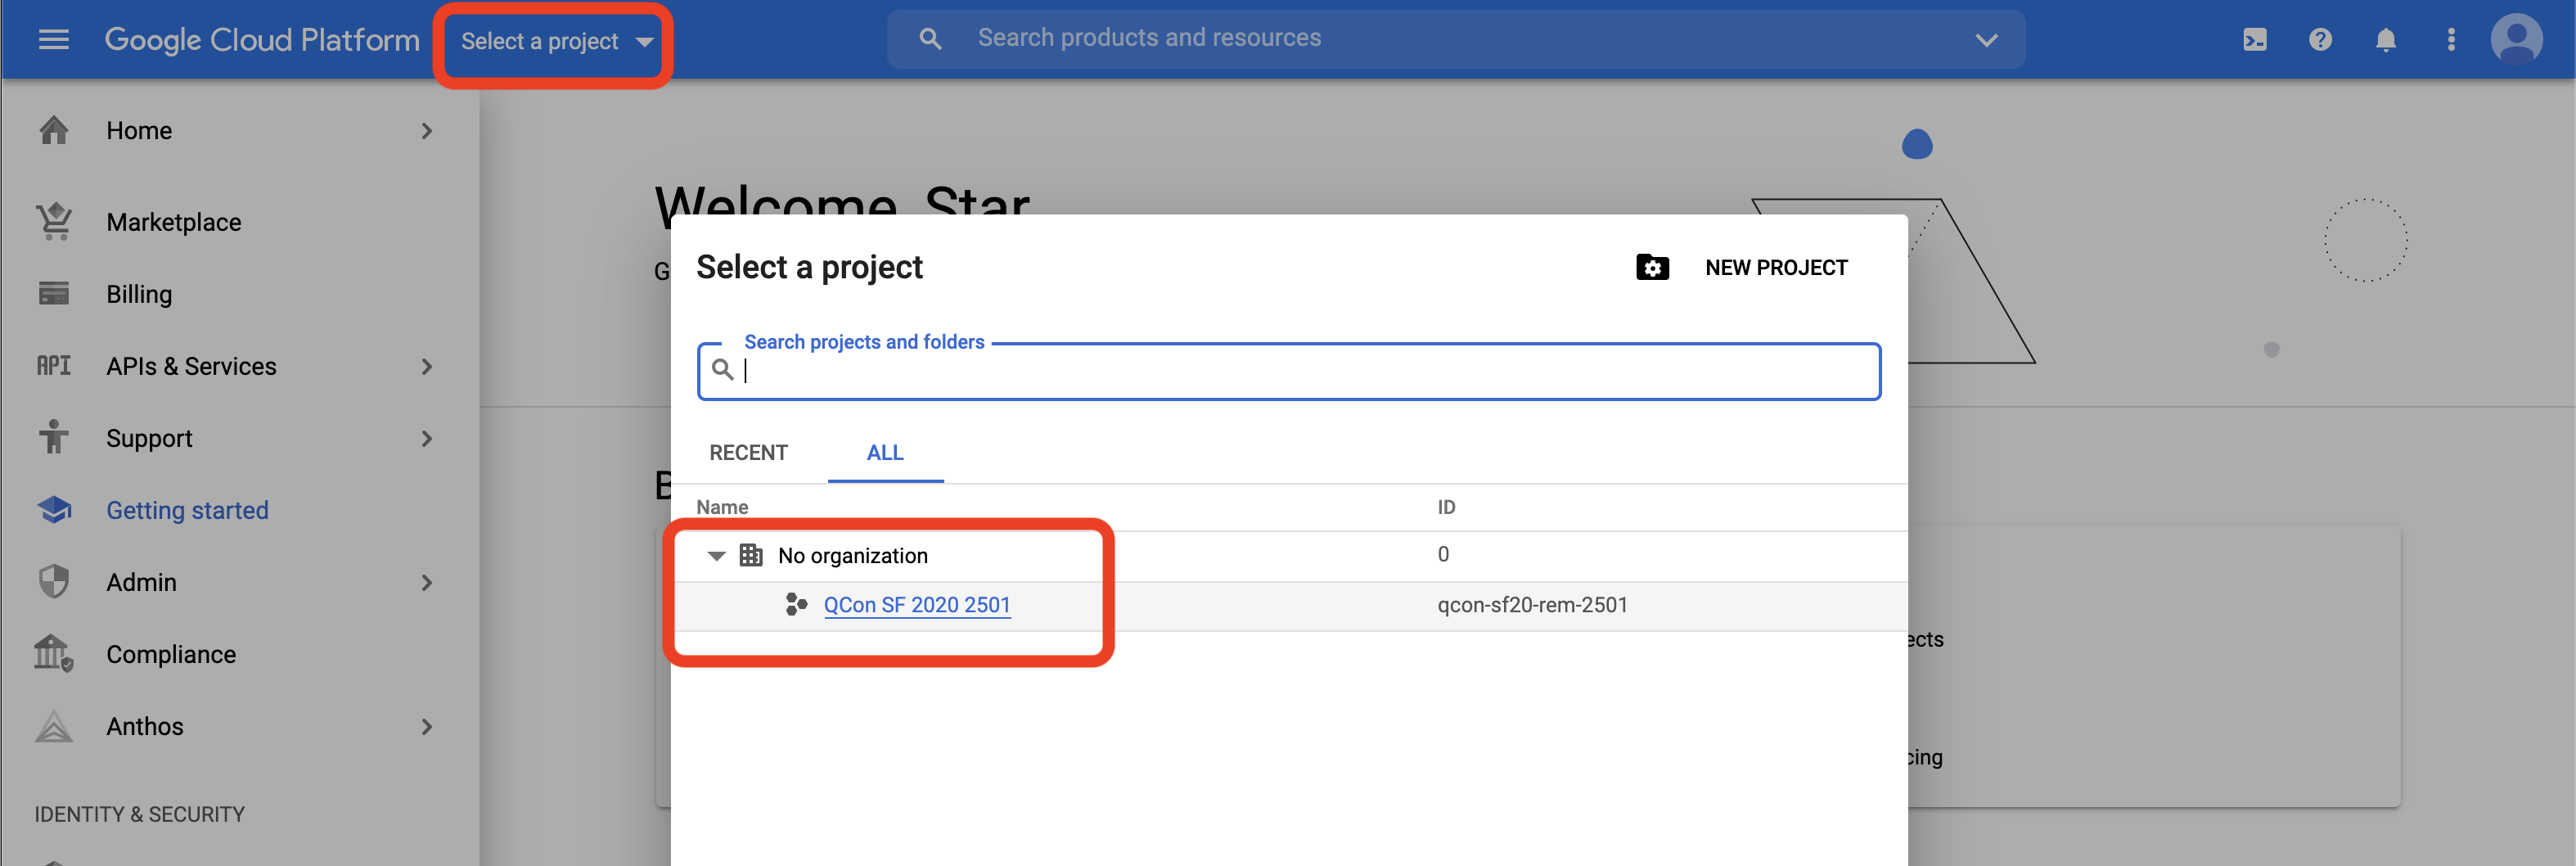 Google Cloud Platform
Select a project
Search products and resources
Home
Marketplace
Billing
API APIs & Services
Support
Getting started
Admin
Compliance
Anthos
IDENTITY & SECURITY
Welcome, Star
G
Select a project
NEW PROJECT
Search projects and folders
RECENT
ALL
Name
ID
No organization
0
QCon SF 2020 2501
qcon-sf20-rem-2501
ects
cing